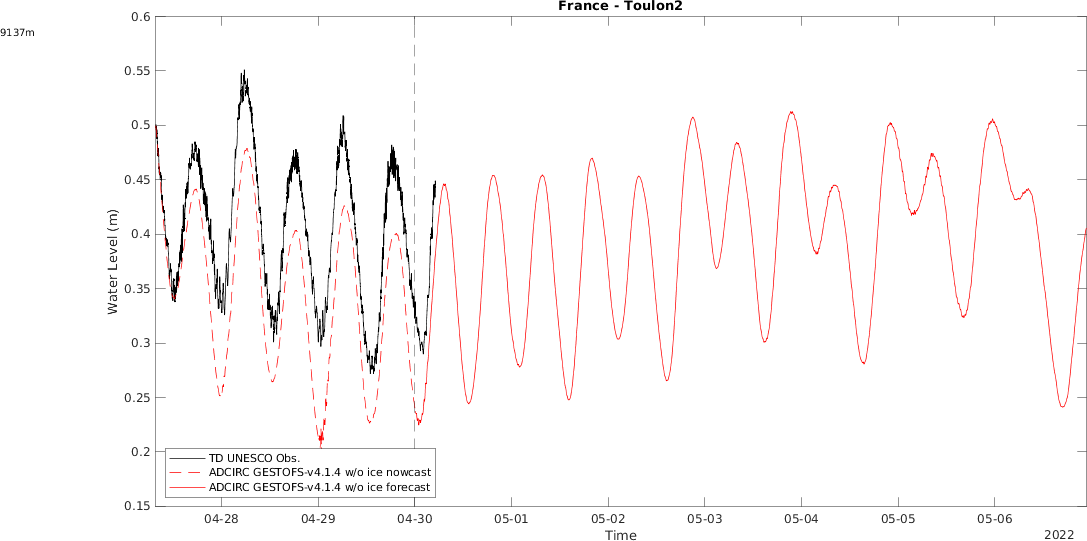 France - Toulon2
9137m
0.6
0.55
0.5
0.45
0.4
0.35
0.3
0.25
0.2
0.15
Water Level (m)
TD UNESCO Obs.
ADCIRC GESTOFS-v4.1.4 w/o ice nowcast
ADCIRC GESTOFS-v4.1.4 w/o ice forecast
04-28 04-29 04-30 05-01 05-02 05-03 05-04 05-05 05-06
Time
2022